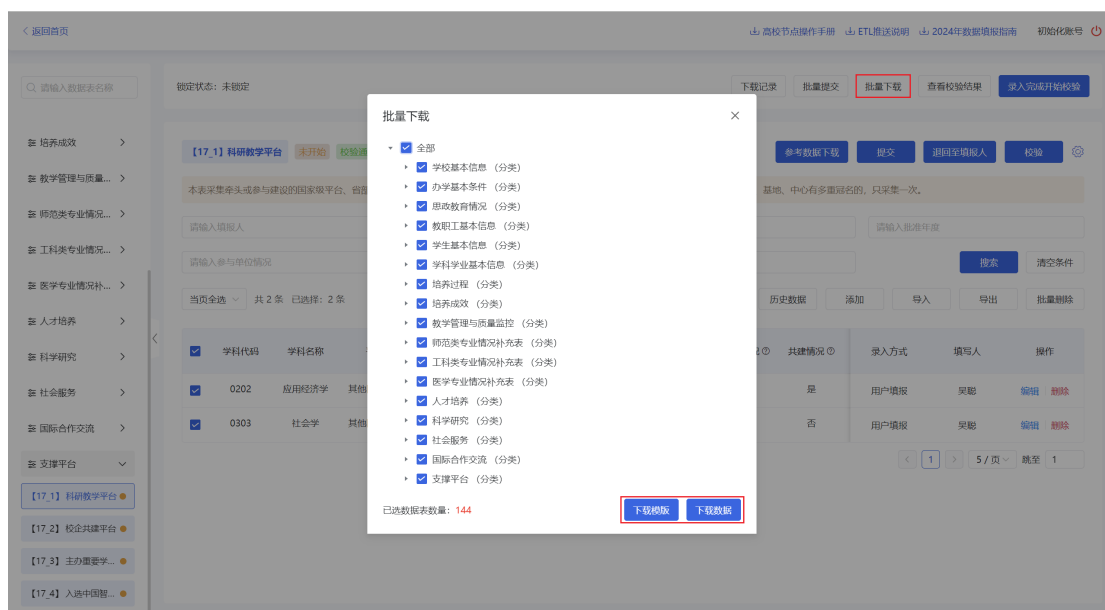 < 返回首页 高校节点操作手册 ETL推送说明 2024年数据填报指南 初始化账号
请输入数据表名称 锁定状态：未锁定 下载记录 批量提交 批量下载 查看校验结果 录入完成开始校验
批量下载
培养成效
教学管理与质量...
师范类专业情况...
工科类专业情况...
医学专业情况补...
人才培养
科学研究
社会服务
国际合作交流
支撑平台
【17_1】科研教学平台
【17_2】校企共建平台
【17_3】主办重要学...
【17_4】入选中国智...
【17_1】科研教学平台 未开始 校验通 参考数据下载 提交 退回至填报人 校验
本表采集牵头或参与建设的国家级平台、省部 基地、中心有多重冠名的，只采集一次。
请输入填报人 请输入批准年度
请输入参与单位情况 搜索 清空条件
当页全选 共 2 条 已选择：2 条 历史数据 添加 导入 导出 批量删除
学科代码 学科名称 共建情况 录入方式 填写人 操作
0202 应用经济学 其他 是 用户填报 吴聪 编辑 删除
0303 社会学 其他 否 用户填报 吴聪 编辑 删除
< 1 > 5 / 页 跳至 1
全部
学校基本信息 （分类）
办学基本条件 （分类）
思政教育情况 （分类）
教职工基本信息 （分类）
学生基本信息 （分类）
学科学业基本信息 （分类）
培养过程 （分类）
培养成效 （分类）
教学管理与质量监控 （分类）
师范类专业情况补充表 （分类）
工科类专业情况补充表 （分类）
医学专业情况补充表 （分类）
人才培养 （分类）
科学研究 （分类）
社会服务 （分类）
国际合作交流 （分类）
支撑平台 （分类）
已选数据表数量：144 下载模版 下载数据